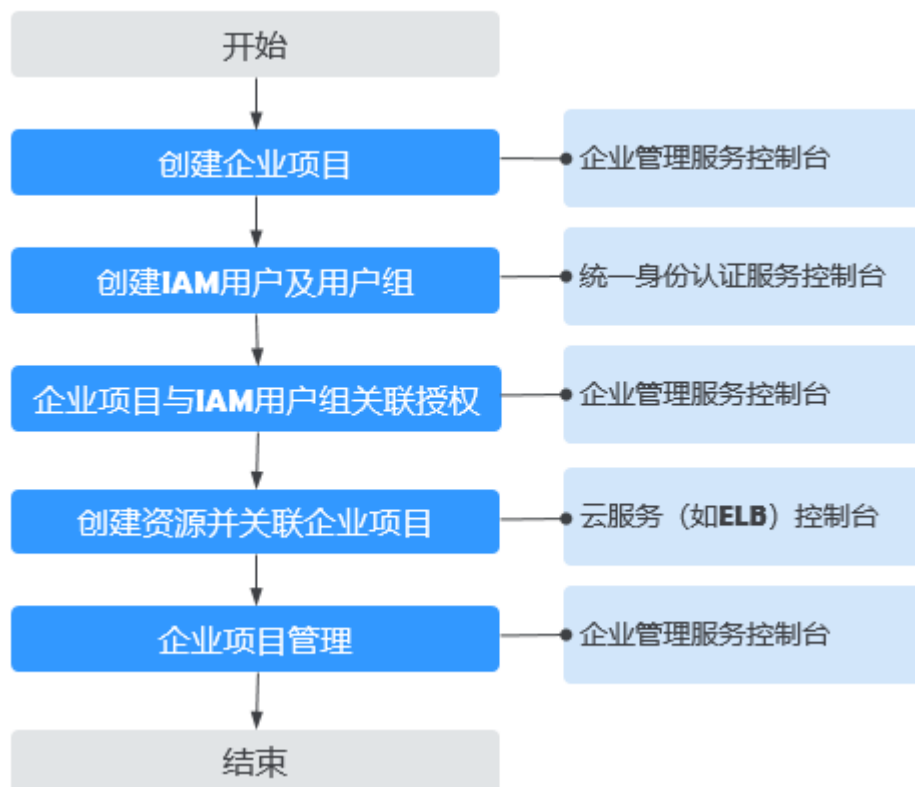 开始
创建企业项目
企业管理服务控制台
创建IAM用户及用户组
统一身份认证服务控制台
企业项目与IAM用户组关联授权
企业管理服务控制台
创建资源并关联企业项目
云服务（如ELB）控制台
企业项目管理
企业管理服务控制台
结束